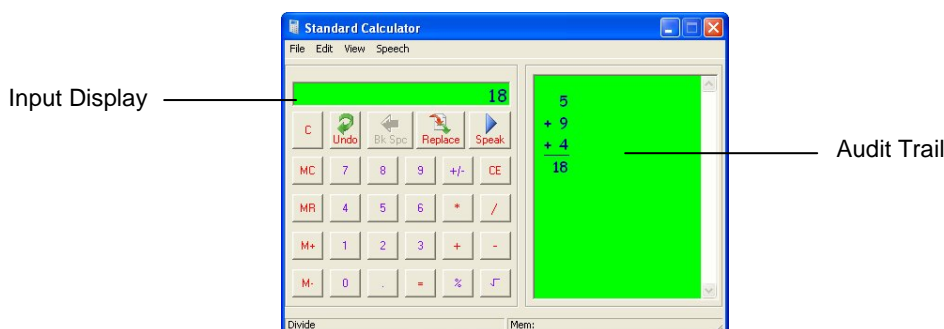 Standard Calculator
File Edit View Speech
Input Display
18
C Undo Bk Spc Replace Speak
MC 7 8 9 +/- CE
MR 4 5 6 * /
M+ 1 2 3 + -
M- 0 . = % √
5
+ 9
+ 4
18
Audit Trail
Divide Mem: